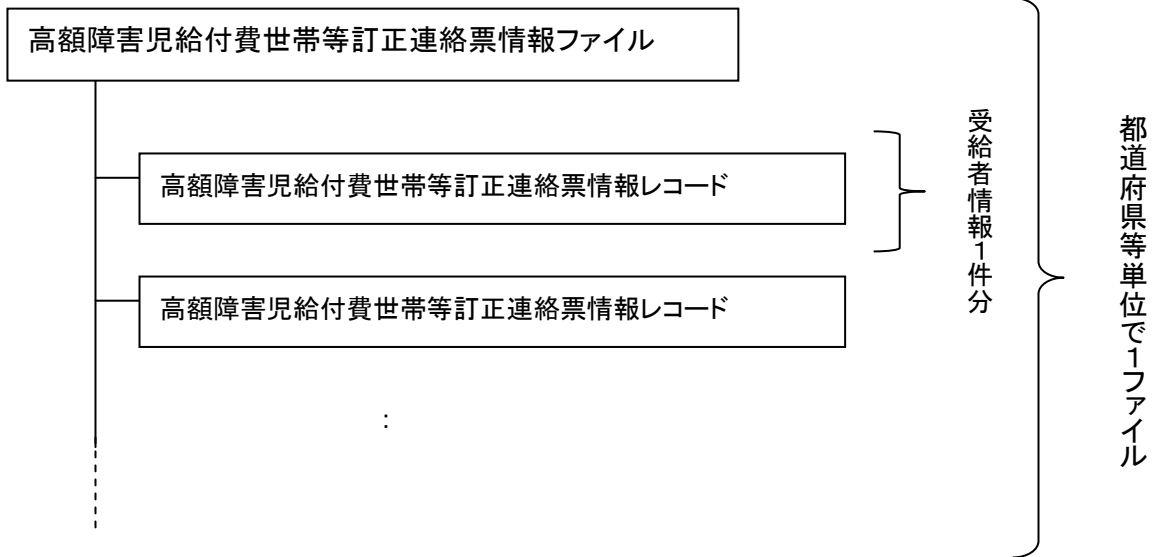 高額障害児給付費世帯等訂正連絡票情報ファイル
高額障害児給付費世帯等訂正連絡票情報レコード
高額障害児給付費世帯等訂正連絡票情報レコード
:
受給者情報1件分
都道府県等単位で1ファイル